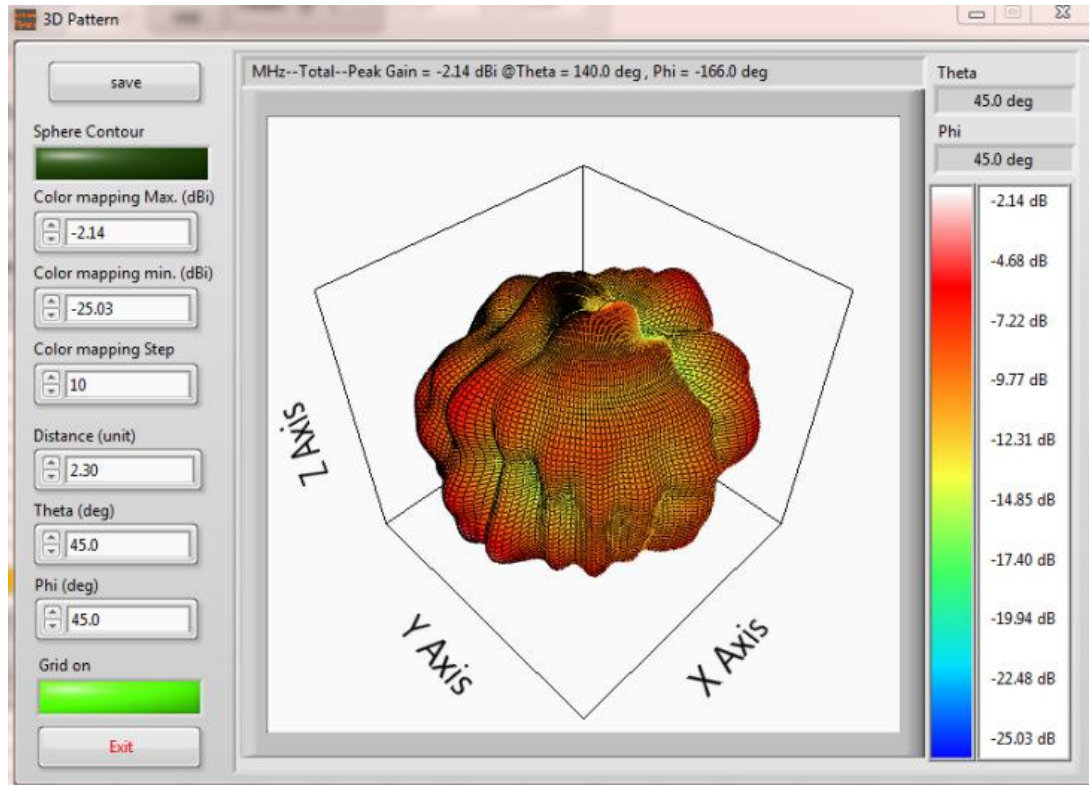 3D Pattern
save
Sphere Contour
Color mapping Max. (dBi)
-2.14
Color mapping min. (dBi)
-25.03
Color mapping Step
10
Distance (unit)
2.30
Theta (deg)
45.0
Phi (deg)
45.0
Grid on
Exit
MHz--Total--Peak Gain = -2.14 dBi @Theta = 140.0 deg , Phi = -166.0 deg
Z Axis
Y Axis
X Axis
Theta
45.0 deg
Phi
45.0 deg
-2.14 dB
-4.68 dB
-7.22 dB
-9.77 dB
-12.31 dB
-14.85 dB
-17.40 dB
-19.94 dB
-22.48 dB
-25.03 dB